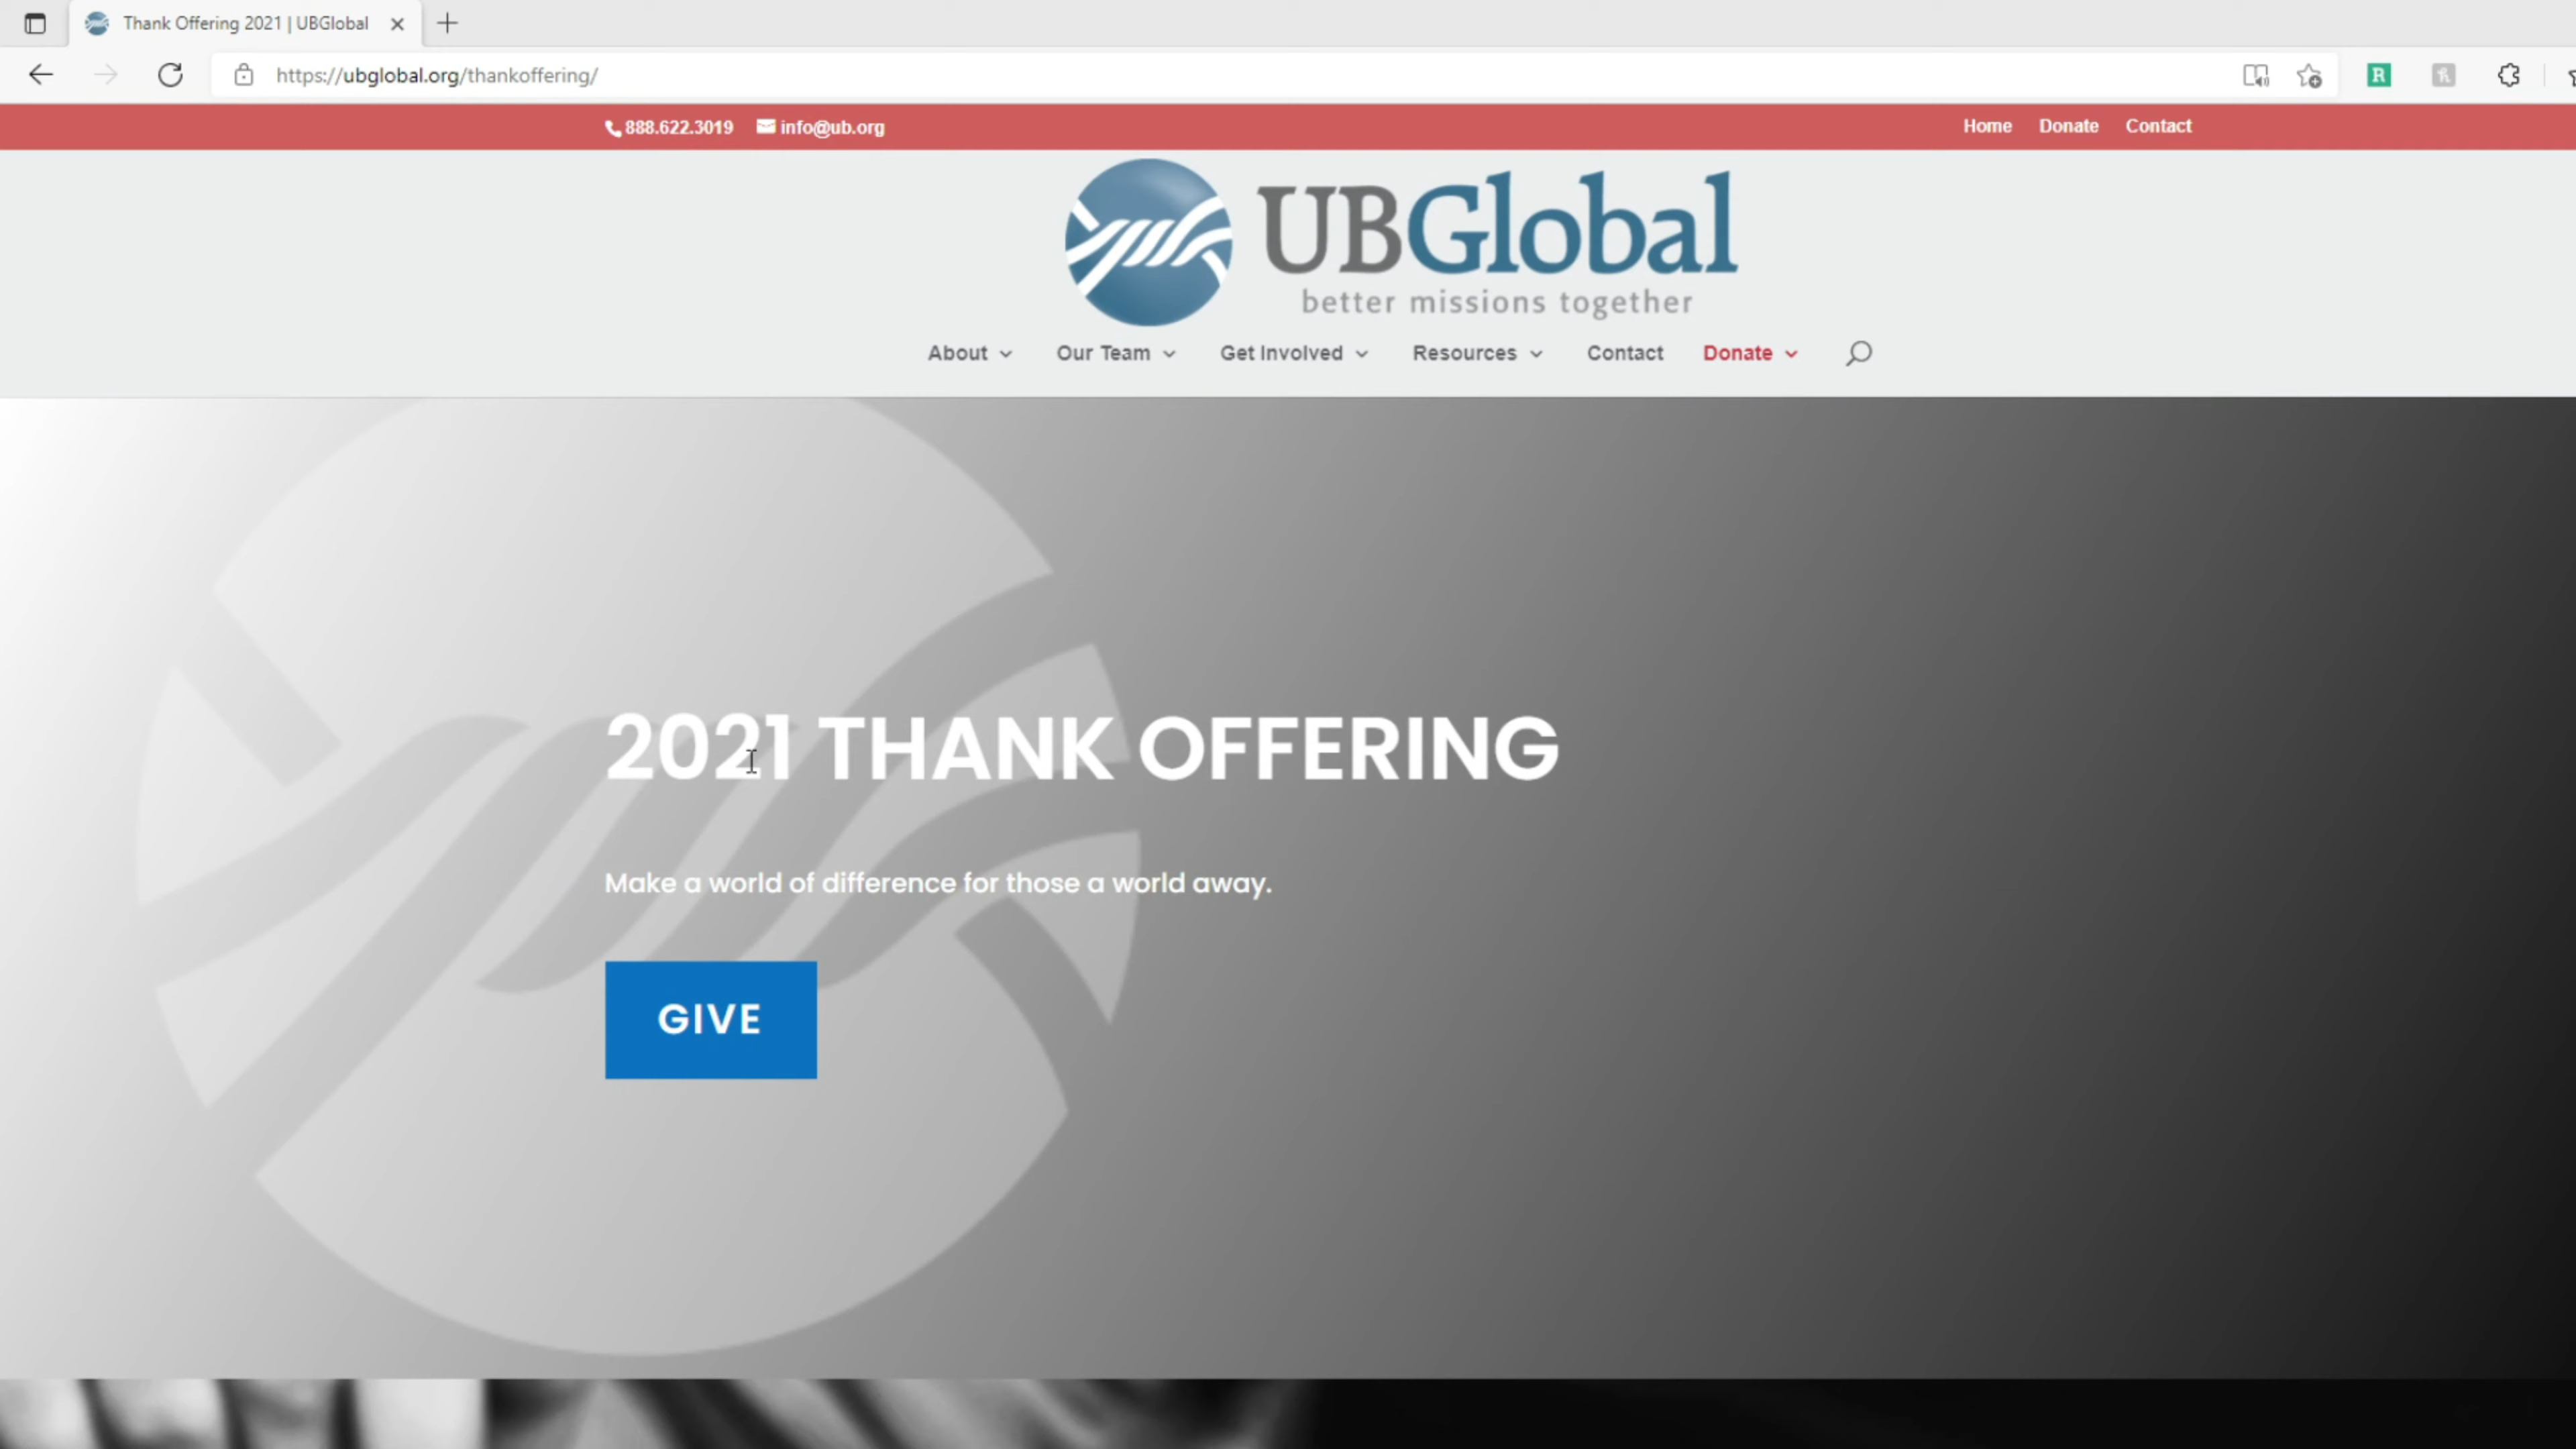 Thank Offering 2021 | UBGlobal
https://ubglobal.org/thankoffering/
R
888.622.3019 info@ub.org Home Donate Contact
UBGlobal
better missions together
About Our Team Get Involved Resources Contact Donate
2021 THANK OFFERING
Make a world of difference for those a world away.
GIVE